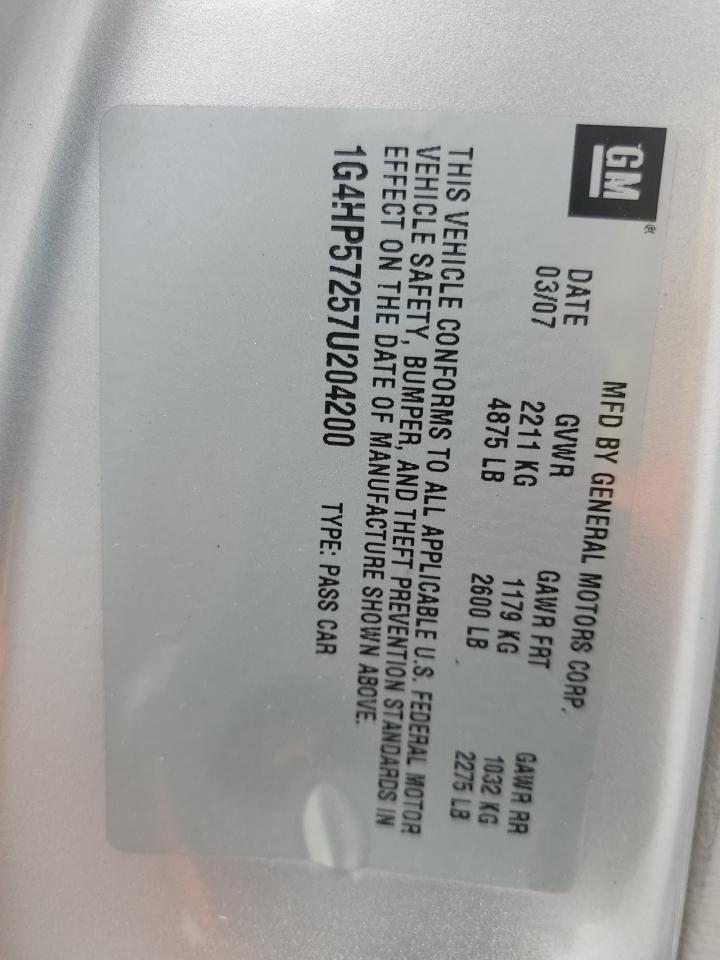 GM®
MFD BY GENERAL MOTORS CORP.
DATE GVWR GAWR FRT GAWR RR
03/07 2211 KG 1179 KG 1032 KG
4875 LB 2600 LB 2275 LB
THIS VEHICLE CONFORMS TO ALL APPLICABLE U.S. FEDERAL MOTOR
VEHICLE SAFETY, BUMPER, AND THEFT PREVENTION STANDARDS IN
EFFECT ON THE DATE OF MANUFACTURE SHOWN ABOVE.
1G4HP57257U204200 TYPE: PASS CAR